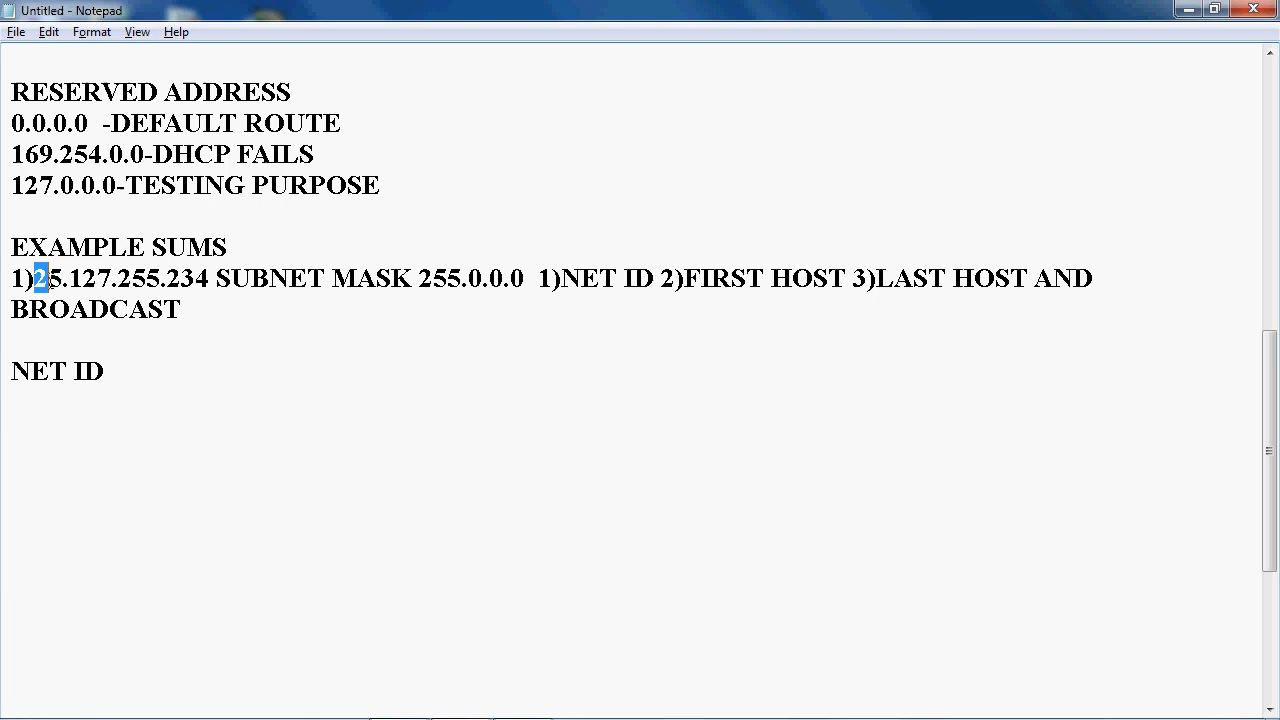 Untitled - Notepad
File Edit Format View Help
RESERVED ADDRESS
0.0.0.0  -DEFAULT ROUTE
169.254.0.0-DHCP FAILS
127.0.0.0-TESTING PURPOSE
EXAMPLE SUMS
1)25.127.255.234 SUBNET MASK 255.0.0.0  1)NET ID 2)FIRST HOST 3)LAST HOST AND
BROADCAST
NET ID